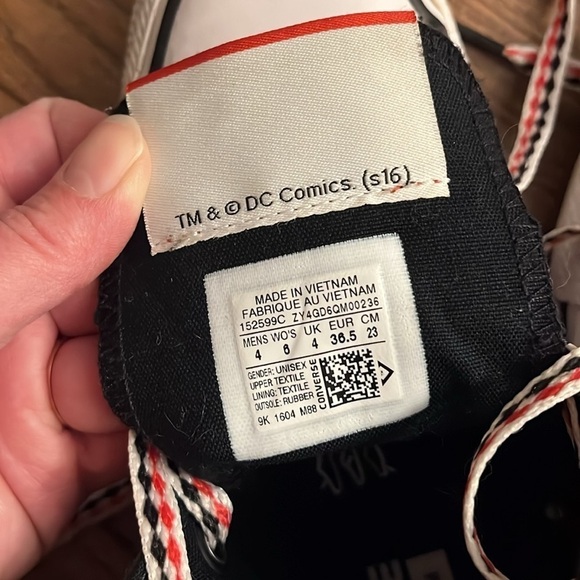 TM & © DC Comics. (s16)
MADE IN VIETNAM
FABRIQUE AU VIETNAM
152599C ZY4GD6QM00236
MENS WO'S UK EUR CM
4 6 4 36.5 23
GENDER: UNISEX
UPPER: TEXTILE
LINING: TEXTILE
OUTSOLE: RUBBER
9K 1604 M88
CONVERSE